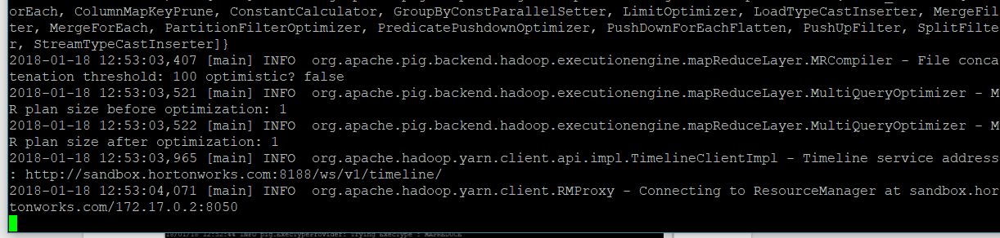 orEach, ColumnMapKeyPrune, ConstantCalculator, GroupByConstParallelSetter, LimitOptimizer, LoadTypeCastInserter, MergeFil
ter, MergeForEach, PartitionFilterOptimizer, PredicatePushdownOptimizer, PushDownForEachFlatten, PushUpFilter, SplitFilte
r, StreamTypeCastInserter]}
2018-01-18 12:53:03,407 [main] INFO  org.apache.pig.backend.hadoop.executionengine.mapReduceLayer.MRCompiler - File conca
tenation threshold: 100 optimistic? false
2018-01-18 12:53:03,521 [main] INFO  org.apache.pig.backend.hadoop.executionengine.mapReduceLayer.MultiQueryOptimizer - M
R plan size before optimization: 1
2018-01-18 12:53:03,522 [main] INFO  org.apache.pig.backend.hadoop.executionengine.mapReduceLayer.MultiQueryOptimizer - M
R plan size after optimization: 1
2018-01-18 12:53:03,965 [main] INFO  org.apache.hadoop.yarn.client.api.impl.TimelineClientImpl - Timeline service address
: http://sandbox.hortonworks.com:8188/ws/v1/timeline/
2018-01-18 12:53:04,071 [main] INFO  org.apache.hadoop.yarn.client.RMProxy - Connecting to ResourceManager at sandbox.hor
tonworks.com/172.17.0.2:8050
18/01/18 12:52:44 INFO pig.ExecTypeProvider: Trying ExecType : MAPREDUCE